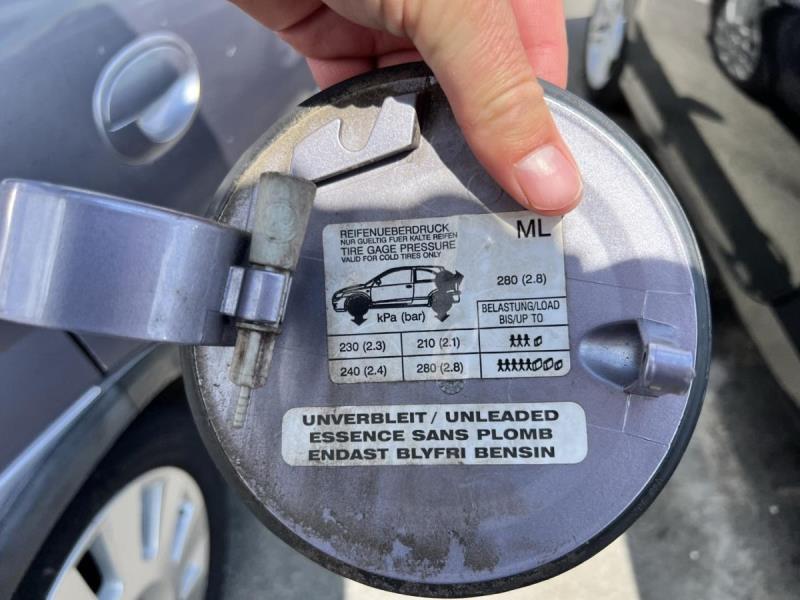 REIFENUEBERDRUCK ML
NUR GUELTIG FUER KALTE REIFEN
TIRE GAGE PRESSURE
VALID FOR COLD TIRES ONLY
280 (2.8)
kPa (bar)
BELASTUNG/LOAD
BIS/UP TO
230 (2.3) 210 (2.1)
240 (2.4) 280 (2.8)
UNVERBLEIT / UNLEADED
ESSENCE SANS PLOMB
ENDAST BLYFRI BENSIN